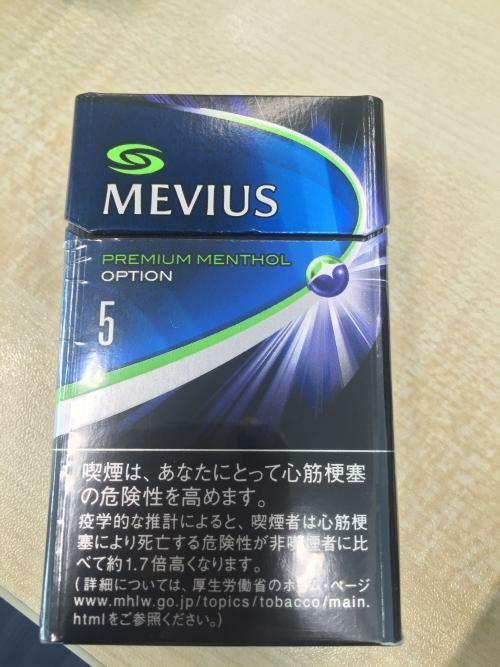 MEVIUS
PREMIUM MENTHOL
OPTION
5
喫煙は、あなたにとって心筋梗塞
の危険性を高めます。
疫学的な推計によると、喫煙者は心筋梗
塞により死亡する危険性が非喫煙者に比
べて約1.7倍高くなります。
(詳細については、厚生労働省のホーム・ページ
www.mhlw.go.jp/topics/tobacco/main.
htmlをご参照ください。)